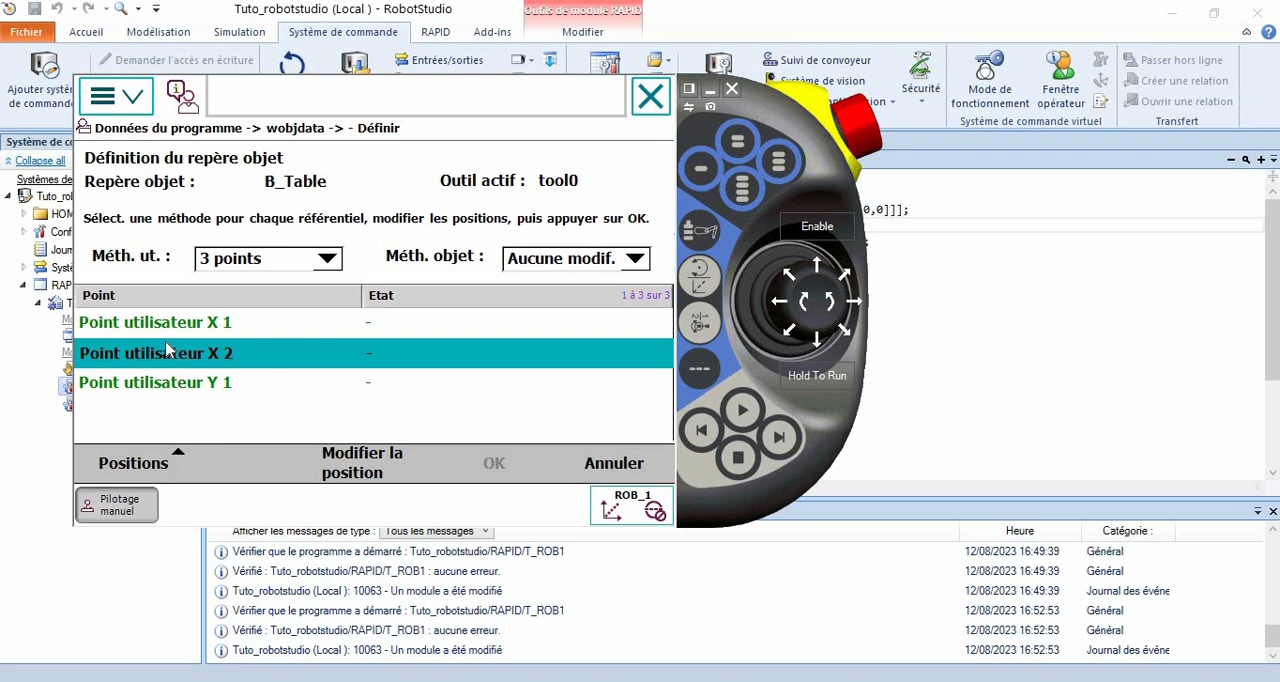 Tuto_robotstudio (Local ) - RobotStudio
Outils de module RAPID
Fichier
Accueil
Modélisation
Simulation
Système de commande
RAPID
Add-ins
Modifier
Ajouter système
de commande
Demander l'accès en écriture
Entrées/sorties
Suivi de convoyeur
Système de vision
Sécurité
Mode de
fonctionnement
Fenêtre
opérateur
Passer hors ligne
Créer une relation
Ouvrir une relation
Système de commande virtuel
Transfert
Système de co
Collapse all
Systèmes de
Tuto_rol
HOM
Confi
Jour
Systè
RAP
Données du programme -> wobjdata -> - Définir
Définition du repère objet
Repère objet : B_Table
Outil actif : tool0
Sélect. une méthode pour chaque référentiel, modifier les positions, puis appuyer sur OK.
Méth. ut. : 3 points
Méth. objet : Aucune modif.
Point Etat 1 à 3 sur 3
Point utilisateur X 1 -
Point utilisateur X 2 -
Point utilisateur Y 1 -
Positions
Modifier la
position
OK
Annuler
Pilotage
manuel
ROB_1
Enable
Hold To Run
0,0]]];
Afficher les messages de type : Tous les messages Heure Catégorie :
Vérifier que le programme a démarré : Tuto_robotstudio/RAPID/T_ROB1 12/08/2023 16:49:39 Général
Vérifié : Tuto_robotstudio/RAPID/T_ROB1 : aucune erreur. 12/08/2023 16:49:39 Général
Tuto_robotstudio (Local ): 10063 - Un module a été modifié 12/08/2023 16:49:39 Journal des événe
Vérifier que le programme a démarré : Tuto_robotstudio/RAPID/T_ROB1 12/08/2023 16:52:53 Général
Vérifié : Tuto_robotstudio/RAPID/T_ROB1 : aucune erreur. 12/08/2023 16:52:53 Général
Tuto_robotstudio (Local ): 10063 - Un module a été modifié 12/08/2023 16:52:53 Journal des événe